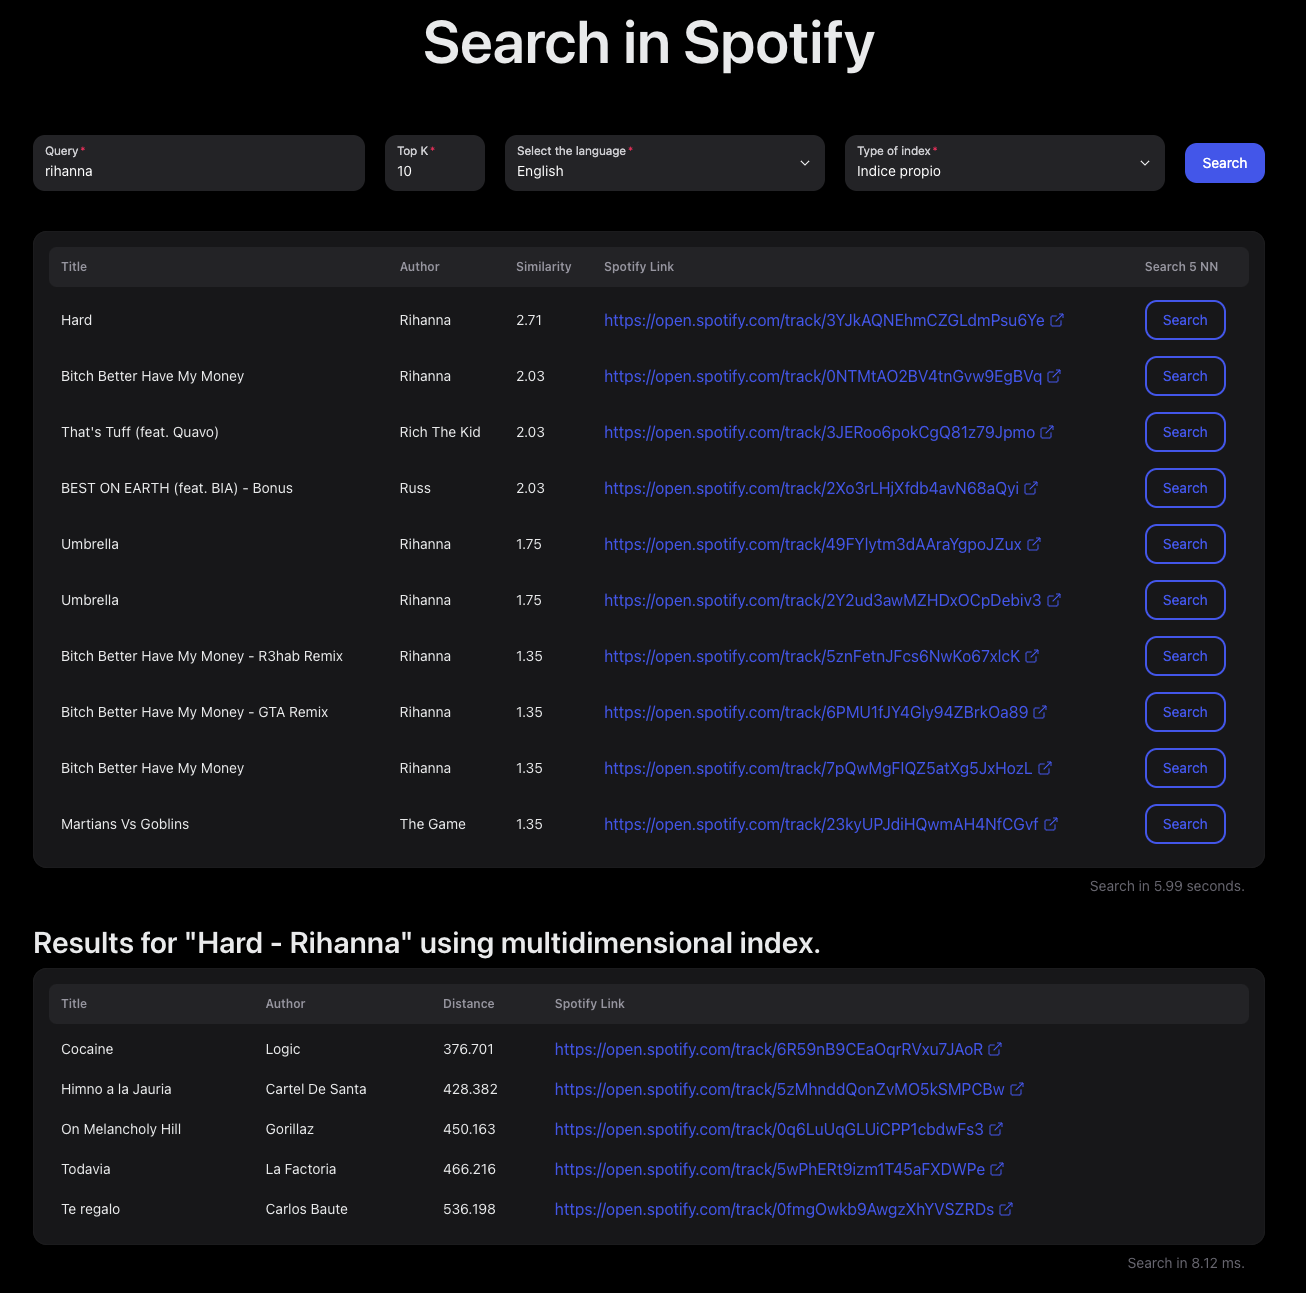 Search in Spotify
Query* Top K* Select the language* Type of index*
rihanna 10 English Indice propio Search
Title Author Similarity Spotify Link Search 5 NN
Hard Rihanna 2.71 https://open.spotify.com/track/3YJkAQNEhmCZGLdmPsu6Ye Search
Bitch Better Have My Money Rihanna 2.03 https://open.spotify.com/track/0NTMtAO2BV4tnGvw9EgBVq Search
That's Tuff (feat. Quavo) Rich The Kid 2.03 https://open.spotify.com/track/3JERoo6pokCgQ81z79Jpmo Search
BEST ON EARTH (feat. BIA) - Bonus Russ 2.03 https://open.spotify.com/track/2Xo3rLHjXfdb4avN68aQyi Search
Umbrella Rihanna 1.75 https://open.spotify.com/track/49FYlytm3dAAraYgpoJZux Search
Umbrella Rihanna 1.75 https://open.spotify.com/track/2Y2ud3awMZHDxOCpDebiv3 Search
Bitch Better Have My Money - R3hab Remix Rihanna 1.35 https://open.spotify.com/track/5znFetnJFcs6NwKo67xlcK Search
Bitch Better Have My Money - GTA Remix Rihanna 1.35 https://open.spotify.com/track/6PMU1fJY4Gly94ZBrkOa89 Search
Bitch Better Have My Money Rihanna 1.35 https://open.spotify.com/track/7pQwMgFIQZ5atXg5JxHozL Search
Martians Vs Goblins The Game 1.35 https://open.spotify.com/track/23kyUPJdiHQwmAH4NfCGvf Search
Search in 5.99 seconds.
Results for "Hard - Rihanna" using multidimensional index.
Title Author Distance Spotify Link
Cocaine Logic 376.701 https://open.spotify.com/track/6R59nB9CEaOqrRVxu7JAoR
Himno a la Jauria Cartel De Santa 428.382 https://open.spotify.com/track/5zMhnddQonZvMO5kSMPCBw
On Melancholy Hill Gorillaz 450.163 https://open.spotify.com/track/0q6LuUqGLUiCPP1cbdwFs3
Todavia La Factoria 466.216 https://open.spotify.com/track/5wPhERt9izm1T45aFXDWPe
Te regalo Carlos Baute 536.198 https://open.spotify.com/track/0fmgOwkb9AwgzXhYVSZRDs
Search in 8.12 ms.